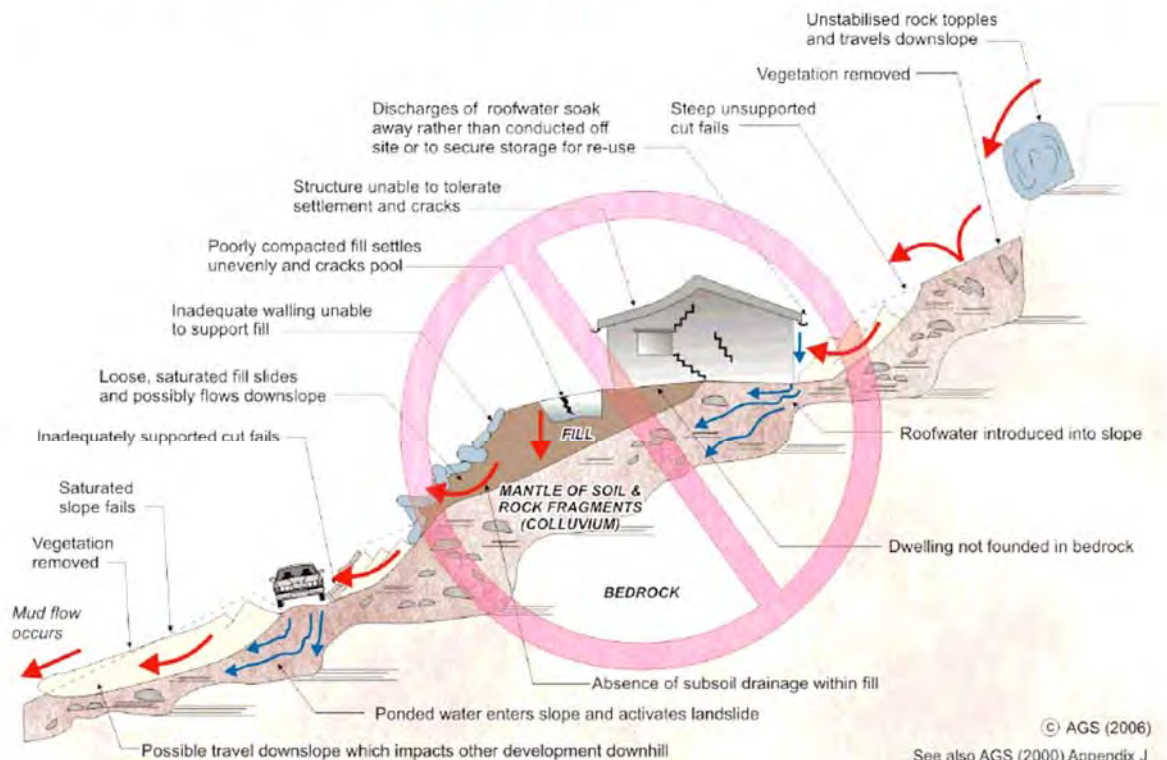 Unstabilised rock topples
and travels downslope
Vegetation removed
Discharges of roofwater soak
away rather than conducted off
site or to secure storage for re-use
Steep unsupported
cut fails
Structure unable to tolerate
settlement and cracks
Poorly compacted fill settles
unevenly and cracks pool
Inadequate walling unable
to support fill
Loose, saturated fill slides
and possibly flows downslope
Inadequately supported cut fails
Saturated
slope fails
Vegetation
removed
Mud flow
occurs
FILL
MANTLE OF SOIL &
ROCK FRAGMENTS
(COLLUVIUM)
BEDROCK
Roofwater introduced into slope
Dwelling not founded in bedrock
Absence of subsoil drainage within fill
Ponded water enters slope and activates landslide
Possible travel downslope which impacts other development downhill
© AGS (2006)
See also AGS (2000) Appendix J